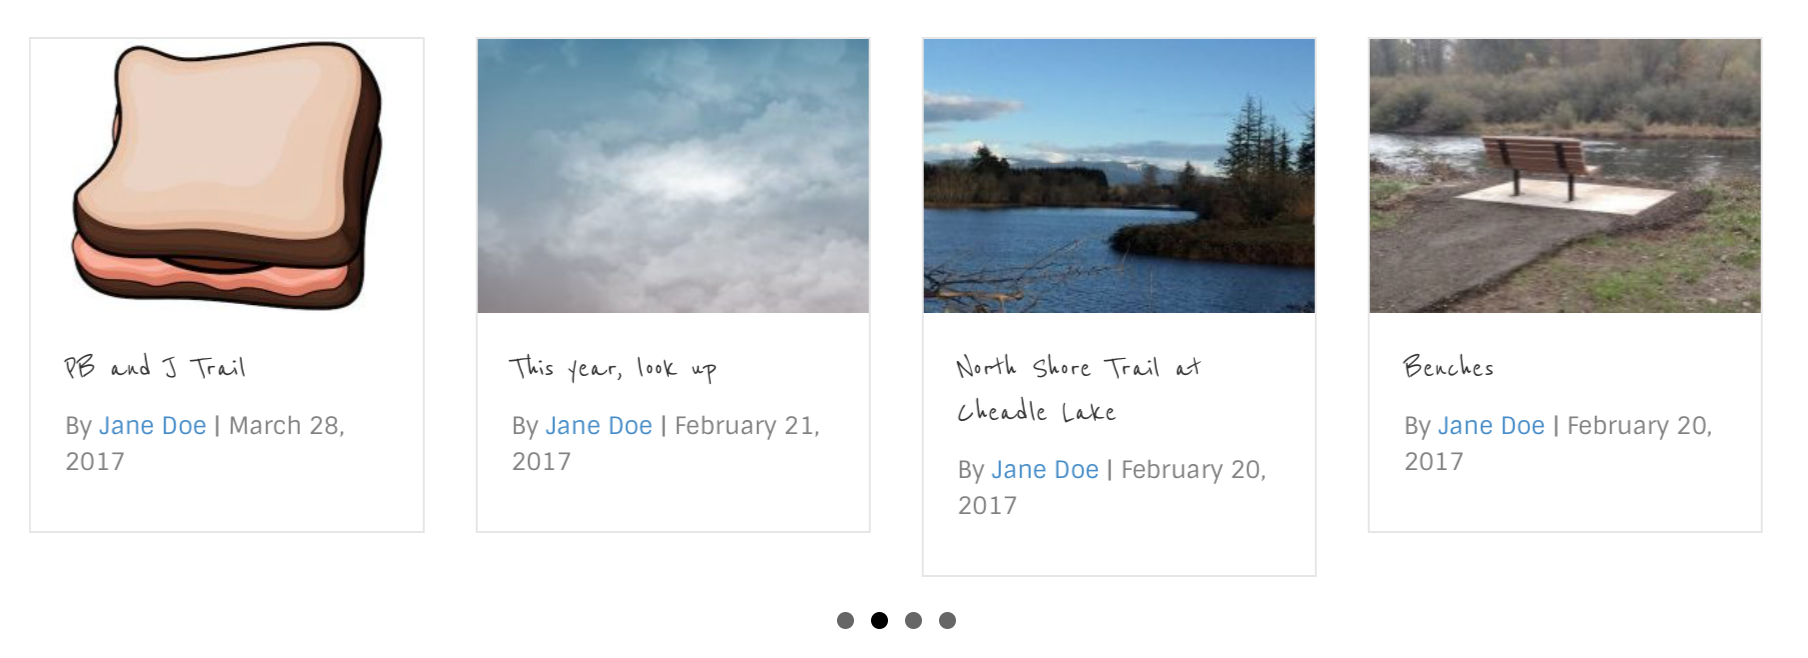 PB and J Trail
By Jane Doe | March 28,
2017
This year, look up
By Jane Doe | February 21,
2017
North Shore Trail at
Cheadle Lake
By Jane Doe | February 20,
2017
Benches
By Jane Doe | February 20,
2017